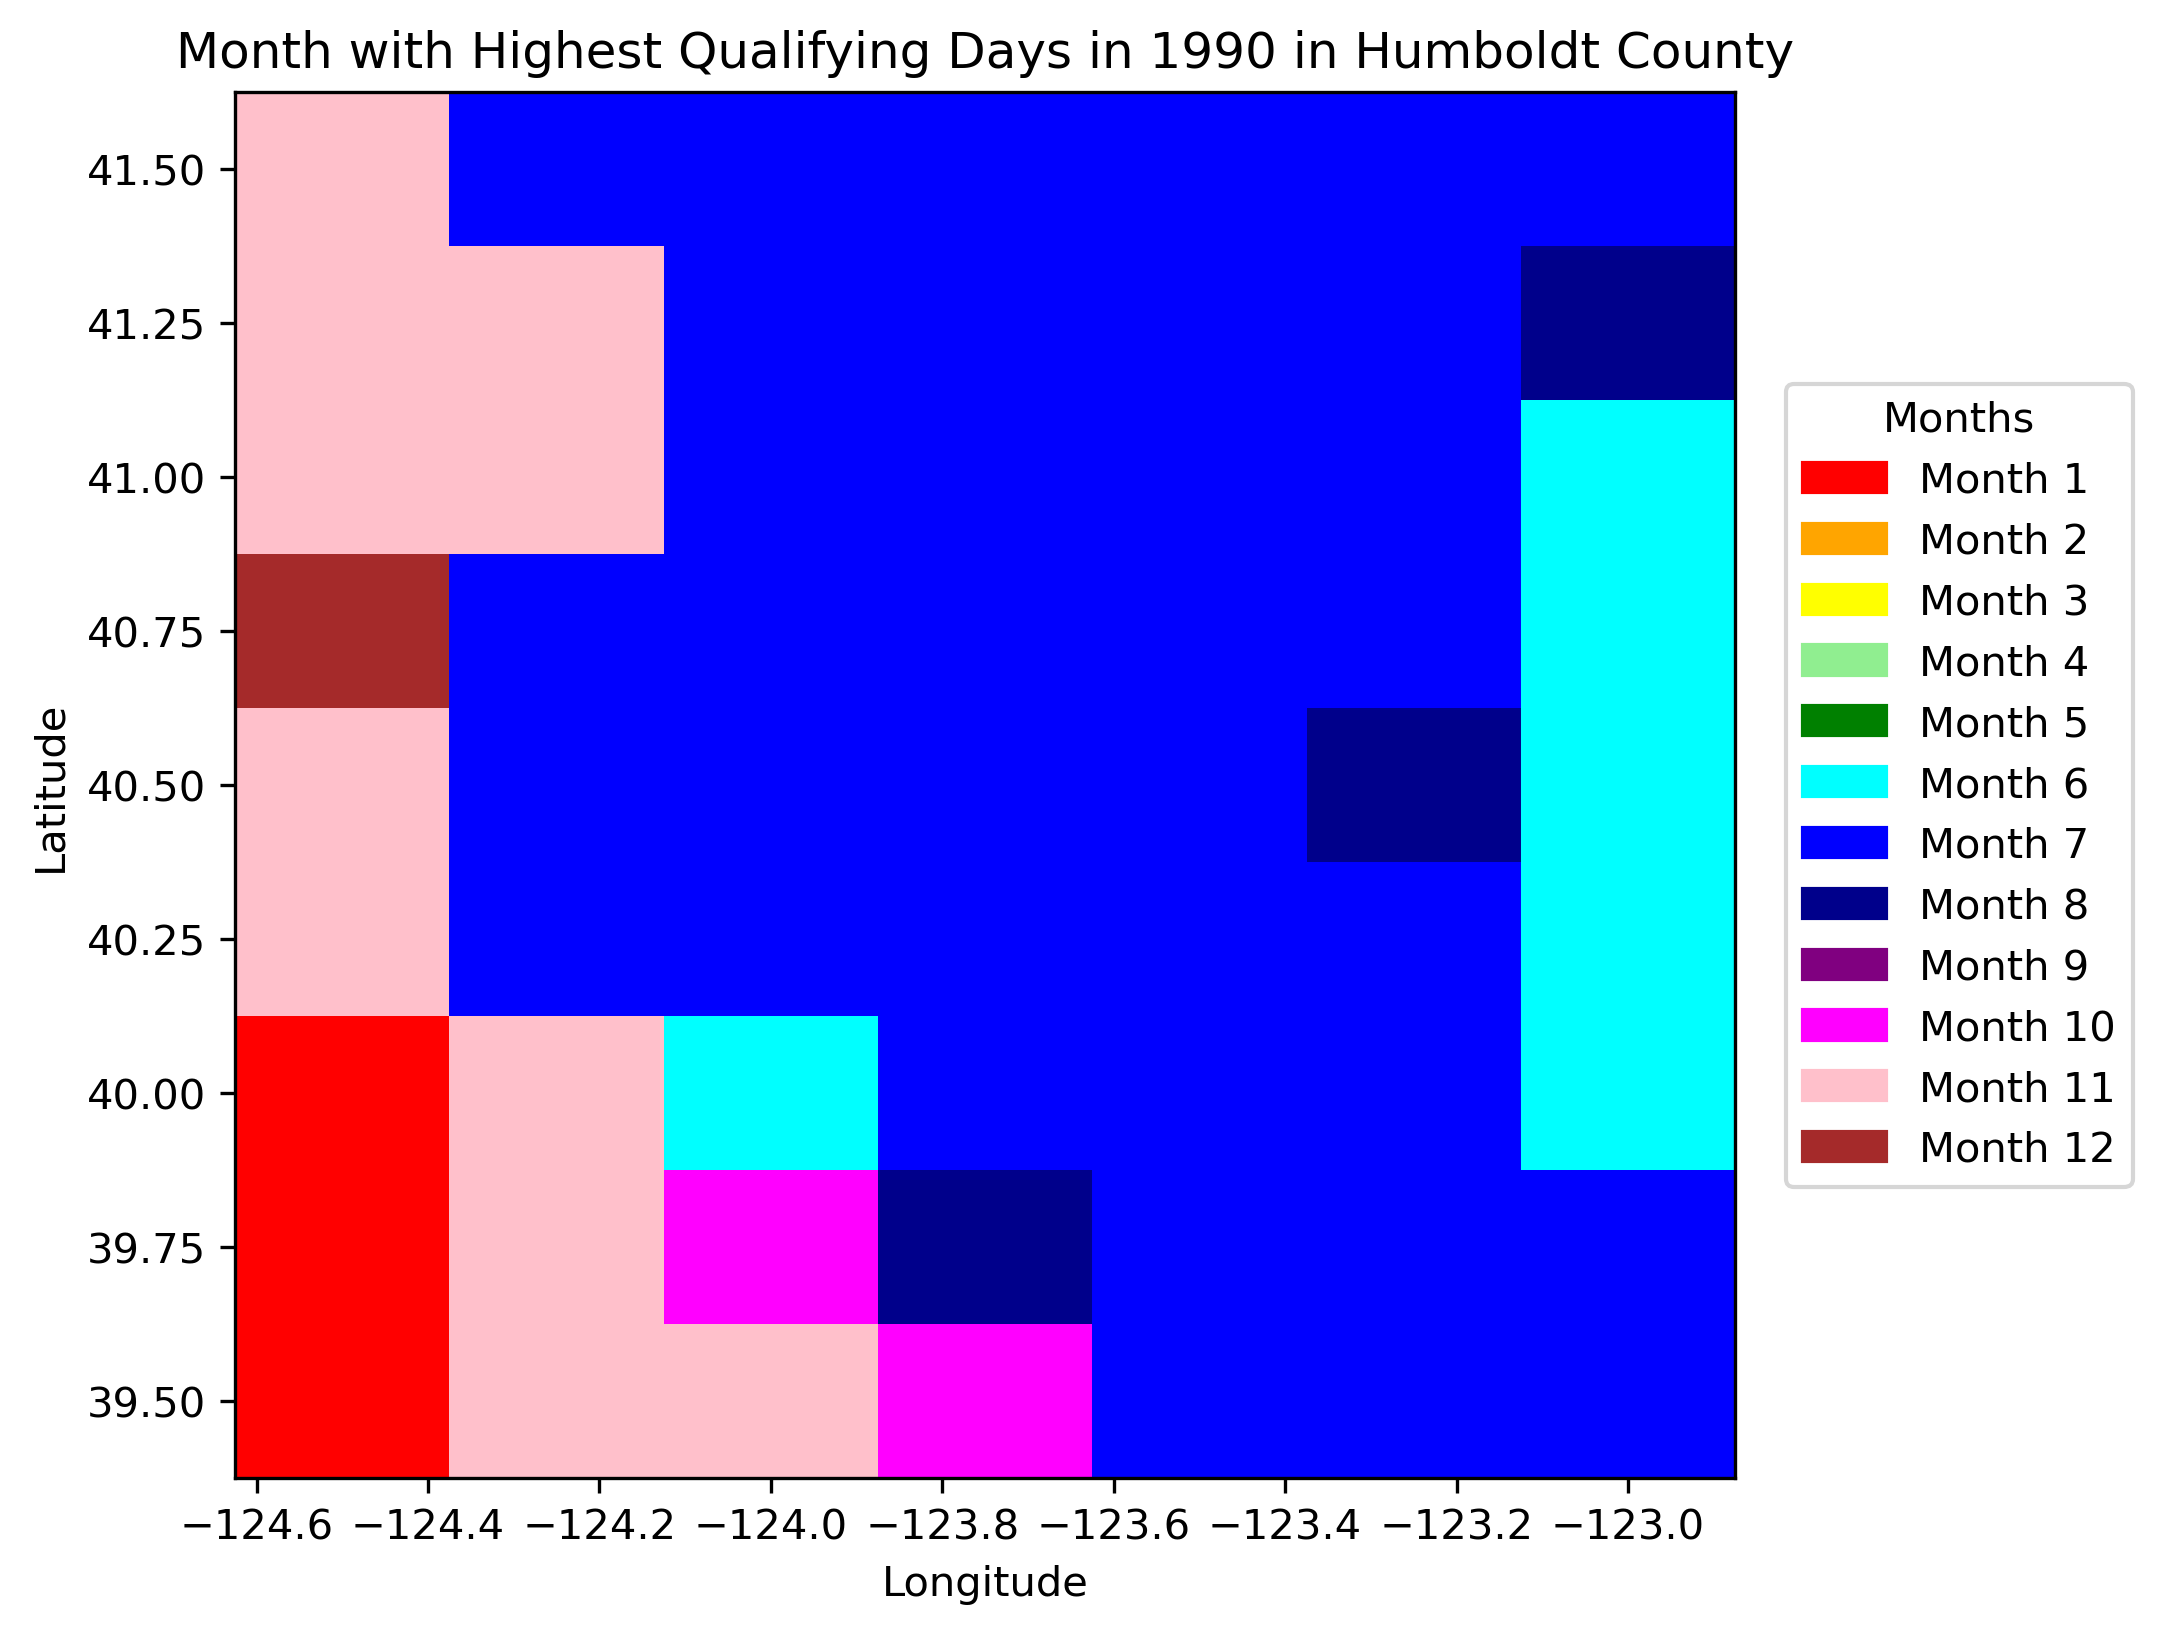 Month with Highest Qualifying Days in 1990 in Humboldt County
41.50
41.25
41.00
40.75
40.50
40.25
40.00
39.75
39.50
Latitude
−124.6 −124.4 −124.2 −124.0 −123.8 −123.6 −123.4 −123.2 −123.0
Longitude
Months
Month 1
Month 2
Month 3
Month 4
Month 5
Month 6
Month 7
Month 8
Month 9
Month 10
Month 11
Month 12